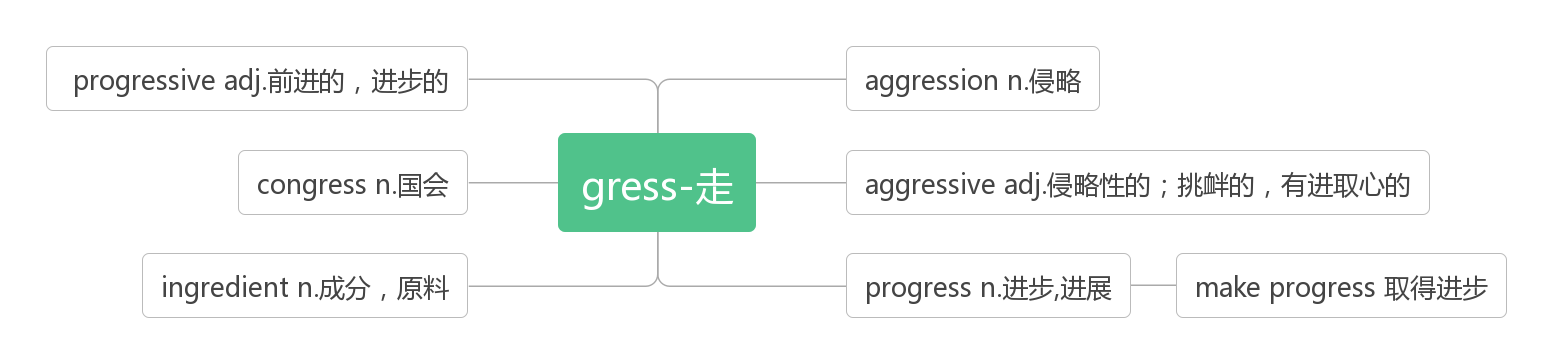 progressive adj.前进的，进步的
aggression n.侵略
gress-走
congress n.国会
aggressive adj.侵略性的；挑衅的，有进取心的
ingredient n.成分，原料
progress n.进步,进展
make progress 取得进步